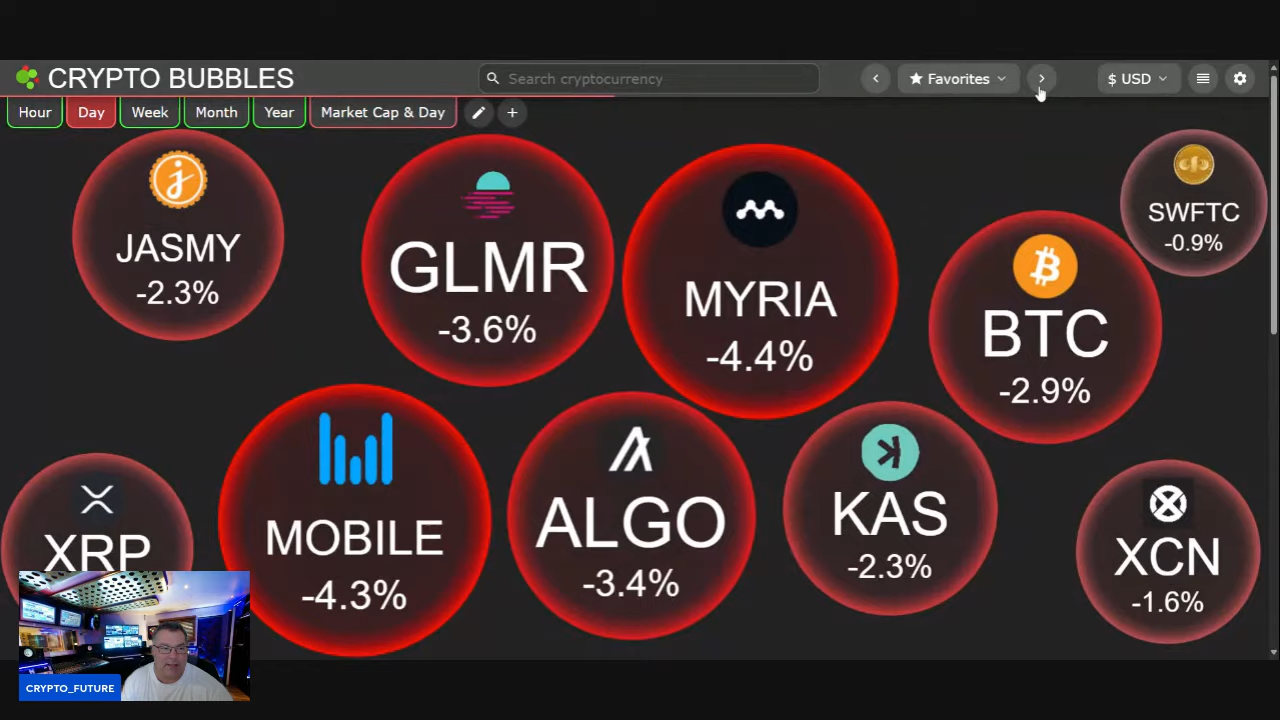 CRYPTO BUBBLES
Search cryptocurrency
Favorites
$ USD
Hour
Day
Week
Month
Year
Market Cap & Day
JASMY
-2.3%
GLMR
-3.6%
MYRIA
-4.4%
BTC
-2.9%
SWFTC
-0.9%
XRP
MOBILE
-4.3%
ALGO
-3.4%
KAS
-2.3%
XCN
-1.6%
CRYPTO_FUTURE